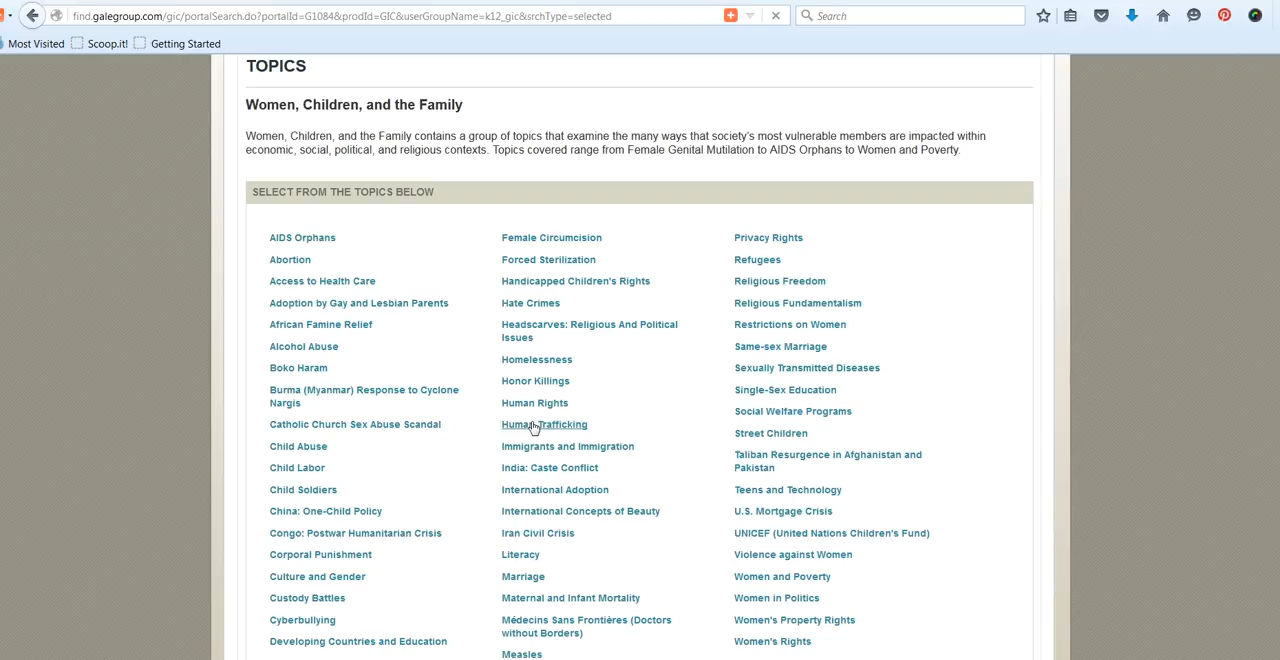 find.galegroup.com/gic/portalSearch.do?portalId=G1084&prodId=GIC&userGroupName=k12_gic&srchType=selected
Search
Most Visited
Scoop.it!
Getting Started
TOPICS
Women, Children, and the Family
Women, Children, and the Family contains a group of topics that examine the many ways that society's most vulnerable members are impacted within
economic, social, political, and religious contexts. Topics covered range from Female Genital Mutilation to AIDS Orphans to Women and Poverty.
SELECT FROM THE TOPICS BELOW
AIDS Orphans
Abortion
Access to Health Care
Adoption by Gay and Lesbian Parents
African Famine Relief
Alcohol Abuse
Boko Haram
Burma (Myanmar) Response to Cyclone
Nargis
Catholic Church Sex Abuse Scandal
Child Abuse
Child Labor
Child Soldiers
China: One-Child Policy
Congo: Postwar Humanitarian Crisis
Corporal Punishment
Culture and Gender
Custody Battles
Cyberbullying
Developing Countries and Education
Female Circumcision
Forced Sterilization
Handicapped Children's Rights
Hate Crimes
Headscarves: Religious And Political
Issues
Homelessness
Honor Killings
Human Rights
Human Trafficking
Immigrants and Immigration
India: Caste Conflict
International Adoption
International Concepts of Beauty
Iran Civil Crisis
Literacy
Marriage
Maternal and Infant Mortality
Médecins Sans Frontières (Doctors
without Borders)
Measles
Privacy Rights
Refugees
Religious Freedom
Religious Fundamentalism
Restrictions on Women
Same-sex Marriage
Sexually Transmitted Diseases
Single-Sex Education
Social Welfare Programs
Street Children
Taliban Resurgence in Afghanistan and
Pakistan
Teens and Technology
U.S. Mortgage Crisis
UNICEF (United Nations Children's Fund)
Violence against Women
Women and Poverty
Women in Politics
Women's Property Rights
Women's Rights